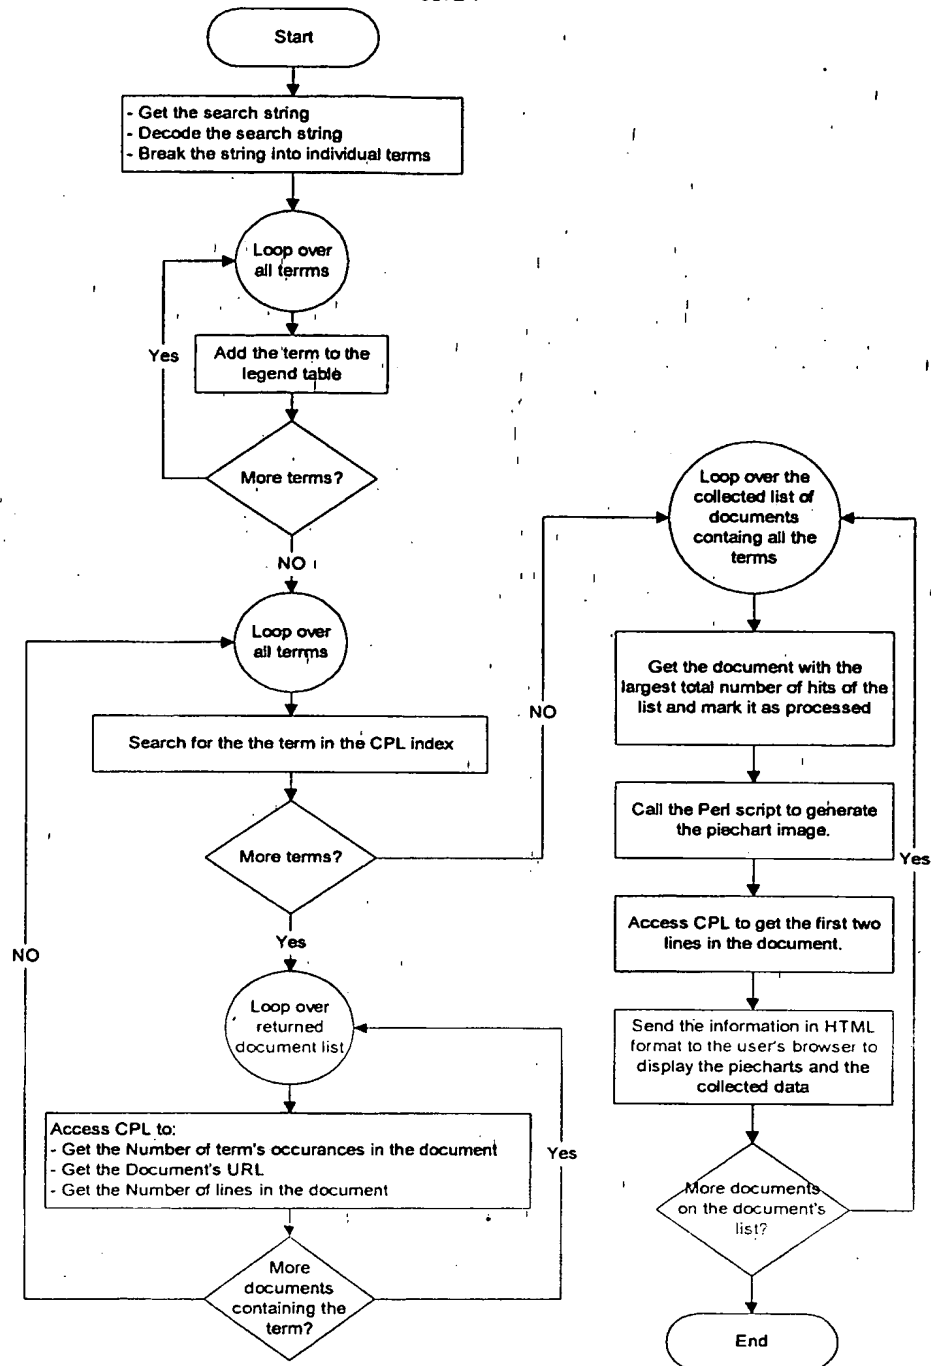 Start
- Get the search string
- Decode the search string
- Break the string into individual terms
Loop over
all terrms
Yes
Add the term to the
legend table
More terms?
NO
Loop over
all terrms
Search for the the term in the CPL index
More terms?
NO
Yes
NO
Loop over
returned
document list
Access CPL to:
- Get the Number of term's occurances in the document
- Get the Document's URL
- Get the Number of lines in the document
Yes
More
documents
containing the
term?
Loop over the
collected list of
documents
containg all the
terms
Get the document with the
largest total number of hits of the
list and mark it as processed
Call the Perl script to generate
the piechart image.
Yes
Access CPL to get the first two
lines in the document.
Send the information in HTML
format to the user's browser to
display the piecharts and the
collected data
More documents
on the document's
list?
End